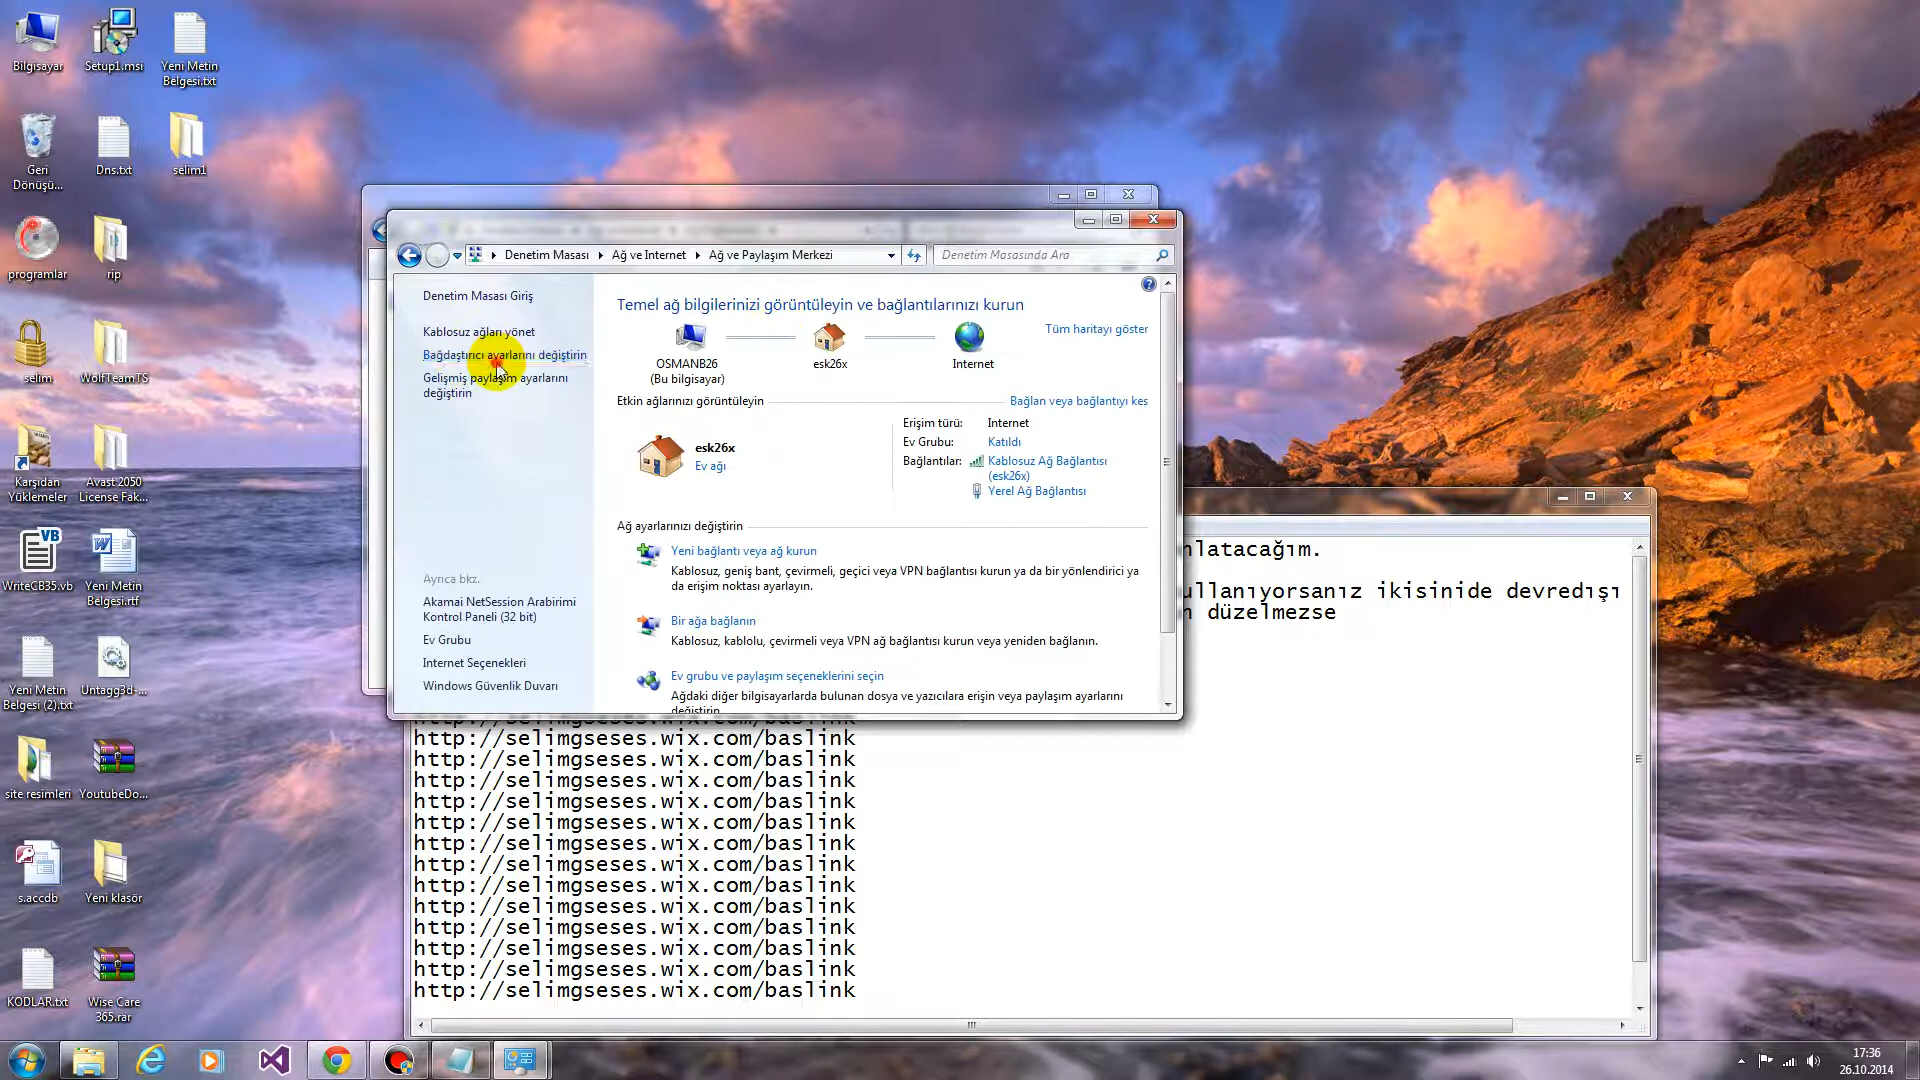 Bilgisayar
Setup1.msi
Yeni Metin
Belgesi.txt
Geri
Dönüşü...
Dns.txt
selim1
programlar
rip
selim
WolfTeamTS
Karşıdan
Yüklemeler
Avast 2050
License Fak...
WriteCB35.vb
Yeni Metin
Belgesi.rtf
Yeni Metin
Belgesi (2).txt
Untagg3d-...
site resimleri
YoutubeDo...
s.accdb
Yeni klasör
KODLAR.txt
Wise Care
365.rar
Denetim Masası
Ağ ve Internet
Ağ ve Paylaşım Merkezi
Denetim Masasında Ara
Denetim Masası Giriş
Kablosuz ağları yönet
Bağdaştırıcı ayarlarını değiştirin
Gelişmiş paylaşım ayarlarını
değiştirin
Ayrıca bkz.
Akamai NetSession Arabirimi
Kontrol Paneli (32 bit)
Ev Grubu
Internet Seçenekleri
Windows Güvenlik Duvarı
Temel ağ bilgilerinizi görüntüleyin ve bağlantılarınızı kurun
Tüm haritayı göster
OSMANB26
(Bu bilgisayar)
esk26x
Internet
Etkin ağlarınızı görüntüleyin
Bağlan veya bağlantıyı kes
esk26x
Ev ağı
Erişim türü: Internet
Ev Grubu: Katıldı
Bağlantılar: Kablosuz Ağ Bağlantısı
(esk26x)
Yerel Ağ Bağlantısı
Ağ ayarlarınızı değiştirin
Yeni bağlantı veya ağ kurun
Kablosuz, geniş bant, çevirmeli, geçici veya VPN bağlantısı kurun ya da bir yönlendirici ya
da erişim noktası ayarlayın.
Bir ağa bağlanın
Kablosuz, kablolu, çevirmeli veya VPN ağ bağlantısı kurun veya yeniden bağlanın.
Ev grubu ve paylaşım seçeneklerini seçin
Ağdaki diğer bilgisayarlarda bulunan dosya ve yazıcılara erişin veya paylaşım ayarlarını
değiştirin.
nlatacağım.
ullanıyorsanız ikisinide devredışı
n düzelmezse
http://selimgseses.wix.com/baslink
http://selimgseses.wix.com/baslink
http://selimgseses.wix.com/baslink
http://selimgseses.wix.com/baslink
http://selimgseses.wix.com/baslink
http://selimgseses.wix.com/baslink
http://selimgseses.wix.com/baslink
http://selimgseses.wix.com/baslink
http://selimgseses.wix.com/baslink
http://selimgseses.wix.com/baslink
http://selimgseses.wix.com/baslink
http://selimgseses.wix.com/baslink
http://selimgseses.wix.com/baslink
http://selimgseses.wix.com/baslink
17:36
26.10.2014